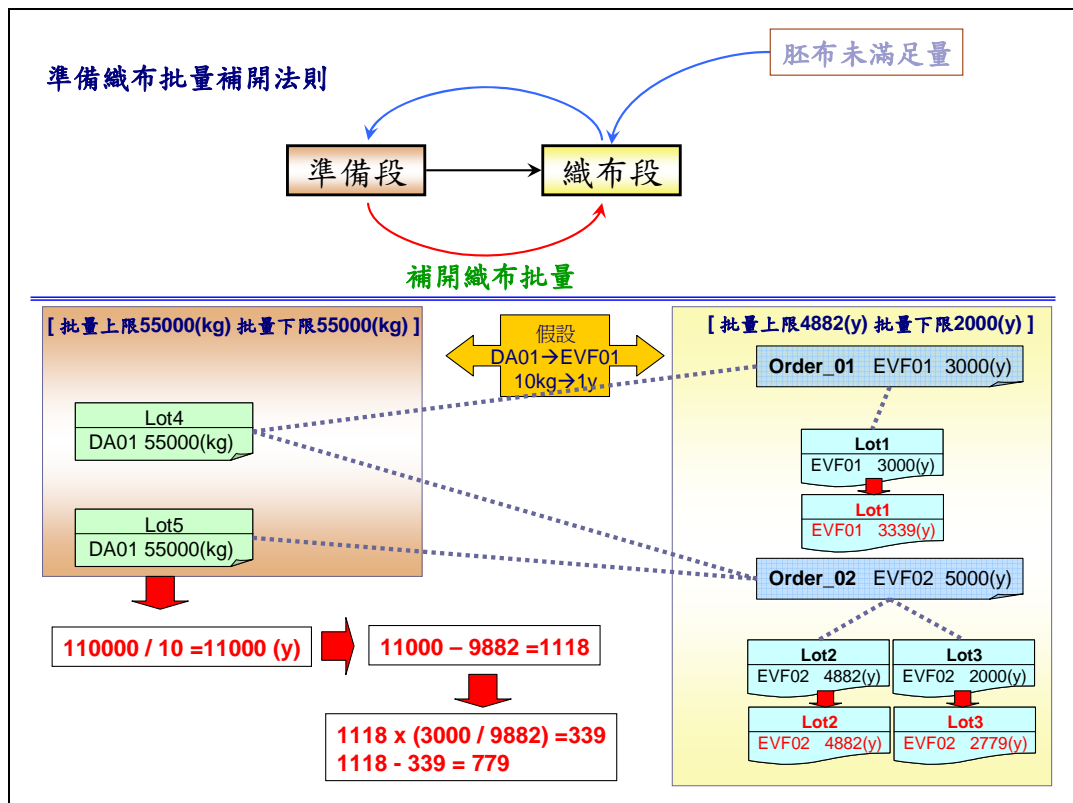 胚布未滿足量
準備織布批量補開法則
準備段
織布段
補開織布批量
[ 批量上限55000(kg) 批量下限55000(kg) ]
假設
DA01→EVF01
10kg→1y
[ 批量上限4882(y) 批量下限2000(y) ]
Order_01 EVF01 3000(y)
Lot4
DA01 55000(kg)
Lot1
EVF01 3000(y)
Lot1
EVF01 3339(y)
Lot5
DA01 55000(kg)
Order_02 EVF02 5000(y)
110000 / 10 =11000 (y)
11000 – 9882 =1118
Lot2
EVF02 4882(y)
Lot3
EVF02 2000(y)
Lot2
EVF02 4882(y)
Lot3
EVF02 2779(y)
1118 x (3000 / 9882) =339
1118 - 339 = 779